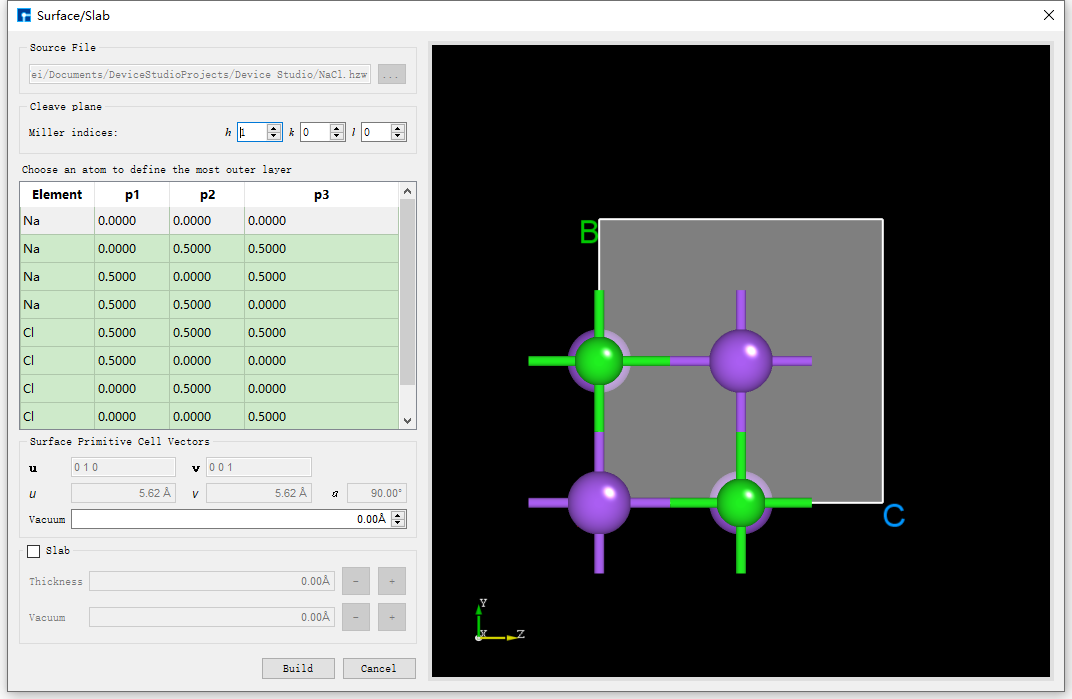 Surface/Slab
Source File
ei/Documents/DeviceStudioProjects/Device Studio/NaCl.hzw ...
Cleave plane
Miller indices: h 1 k 0 l 0
Choose an atom to define the most outer layer
Element p1 p2 p3
Na 0.0000 0.0000 0.0000
Na 0.0000 0.5000 0.5000
Na 0.5000 0.0000 0.5000
Na 0.5000 0.5000 0.0000
Cl 0.5000 0.5000 0.5000
Cl 0.5000 0.0000 0.0000
Cl 0.0000 0.5000 0.0000
Cl 0.0000 0.0000 0.5000
Surface Primitive Cell Vectors
u 0 1 0 v 0 0 1
U 5.62 Å V 5.62 Å α 90.00°
Vacuum 0.00Å
Slab
Thickness 0.00Å - +
Vacuum 0.00Å - +
Build Cancel
B
C
Y
X Z